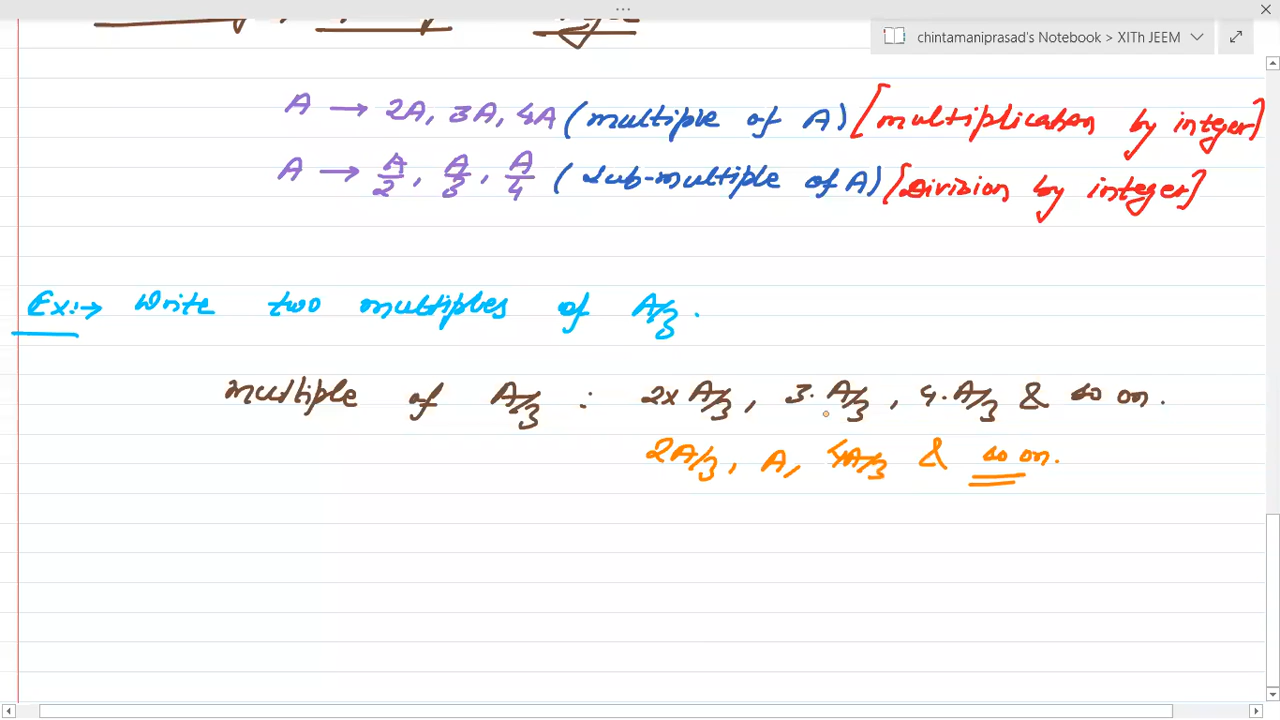 chintamaniprasad's Notebook > XITh JEEM
A → 2A, 3A, 4A (multiple of A) [multiplication by integer]
A → A/2, A/3, A/4 (Sub-multiple of A) [Division by integer]
Ex:→ Write two multiples of A/3.
multiple of A/3 : 2x A/3, 3. A/3, 4. A/3 & so on.
2A/3, A, 4A/3 & so on.